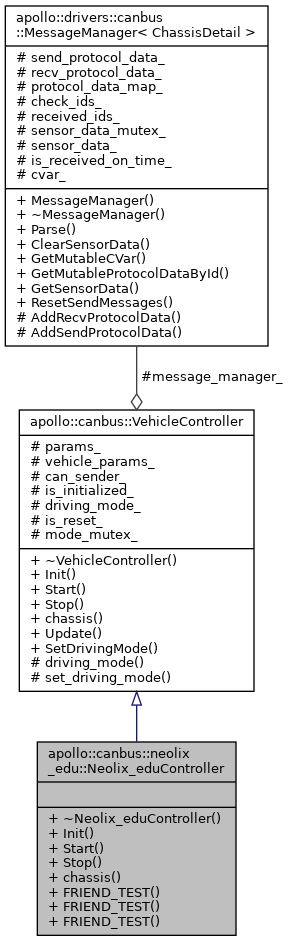 apollo::drivers::canbus
::MessageManager< ChassisDetail >
# send_protocol_data_
# recv_protocol_data_
# protocol_data_map_
# check_ids_
# received_ids_
# sensor_data_mutex_
# sensor_data_
# is_received_on_time_
# cvar_
+ MessageManager()
+ ~MessageManager()
+ Parse()
+ ClearSensorData()
+ GetMutableCVar()
+ GetMutableProtocolDataById()
+ GetSensorData()
+ ResetSendMessages()
# AddRecvProtocolData()
# AddSendProtocolData()
#message_manager_
apollo::canbus::VehicleController
# params_
# vehicle_params_
# can_sender_
# is_initialized_
# driving_mode_
# is_reset_
# mode_mutex_
+ ~VehicleController()
+ Init()
+ Start()
+ Stop()
+ chassis()
+ Update()
+ SetDrivingMode()
# driving_mode()
# set_driving_mode()
apollo::canbus::neolix
_edu::Neolix_eduController
+ ~Neolix_eduController()
+ Init()
+ Start()
+ Stop()
+ chassis()
+ FRIEND_TEST()
+ FRIEND_TEST()
+ FRIEND_TEST()